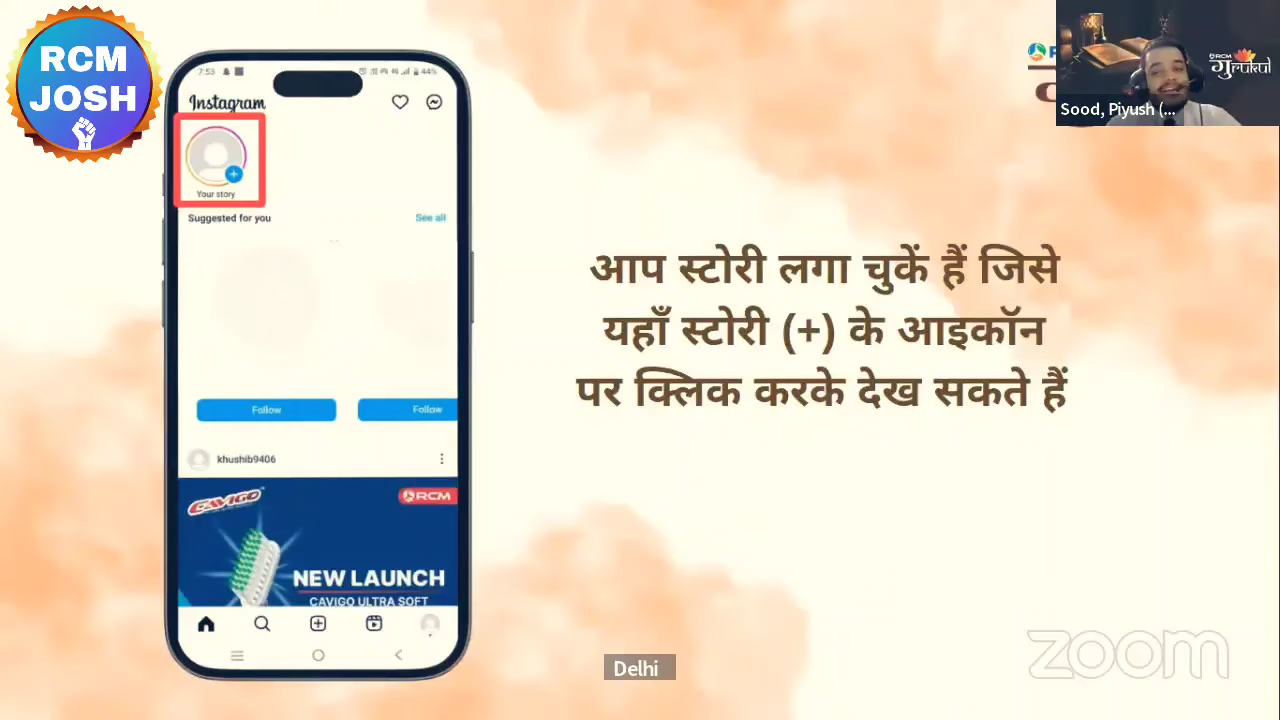 RCM
JOSH
7:53
44%
Instagram
Your story
Suggested for you
See all
Follow
Follow
khushib9406
CAVIGO
RCM
NEW LAUNCH
CAVIGO ULTRA SOFT
आप स्टोरी लगा चुकें हैं जिसे
यहाँ स्टोरी (+) के आइकॉन
पर क्लिक करके देख सकते हैं
RCM
गुrukul
Sood, Piyush (...
Delhi
zoom